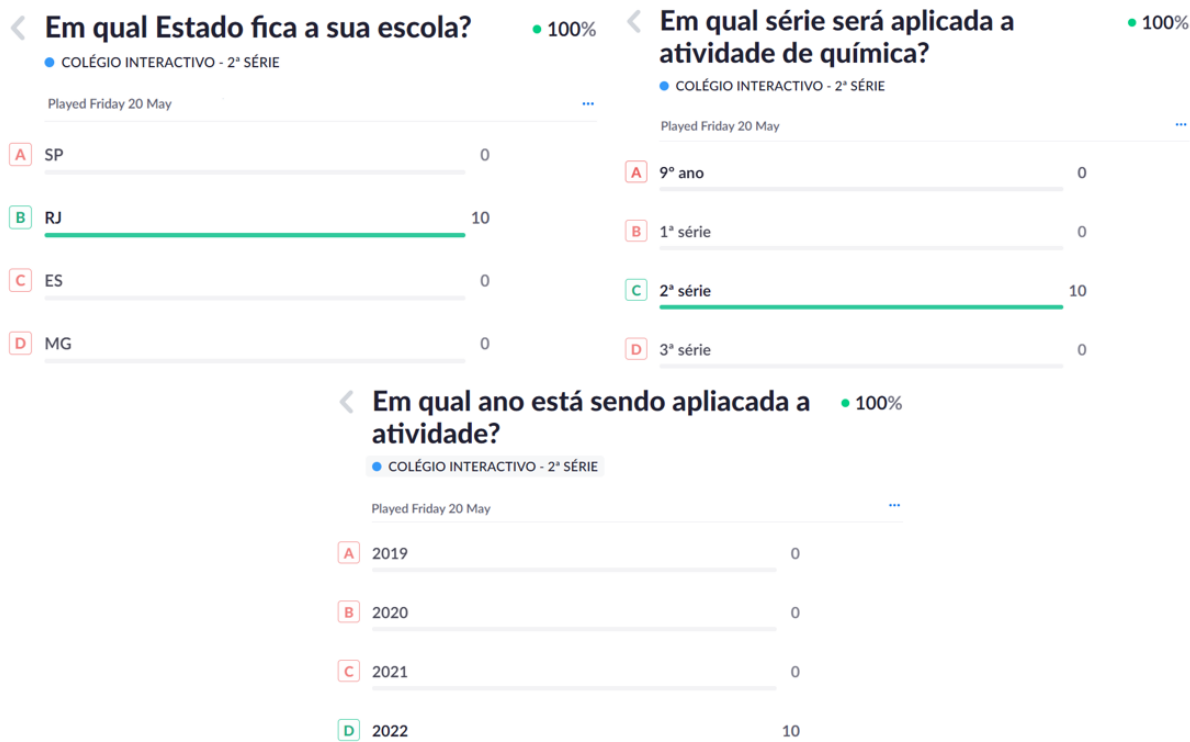 Em qual Estado fica a sua escola?
100%
COLÉGIO INTERACTIVO - 2ª SÉRIE
Played Friday 20 May
A SP 0
B RJ 10
C ES 0
D MG 0
Em qual série será aplicada a
atividade de química?
100%
COLÉGIO INTERACTIVO - 2ª SÉRIE
Played Friday 20 May
A 9º ano 0
B 1ª série 0
C 2ª série 10
D 3ª série 0
Em qual ano está sendo apliacada a
atividade?
100%
COLÉGIO INTERACTIVO - 2ª SÉRIE
Played Friday 20 May
A 2019 0
B 2020 0
C 2021 0
D 2022 10